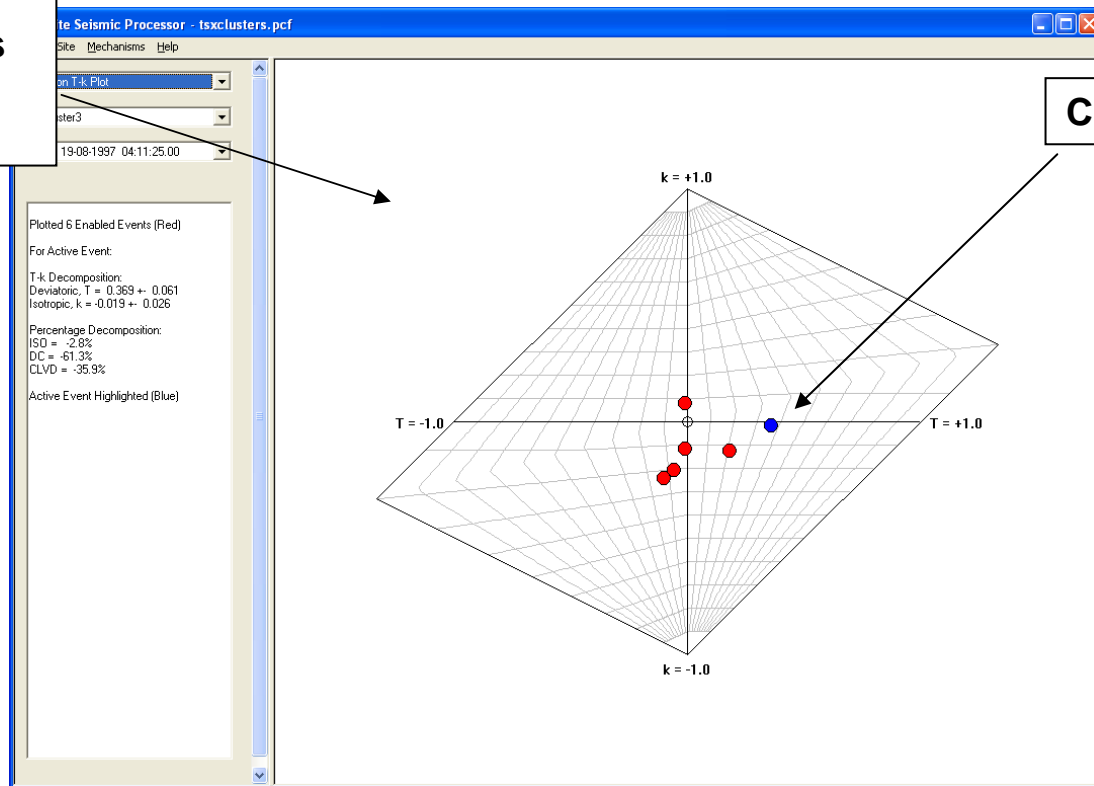 te Seismic Processor - tsxclusters.pcf
s
Site Mechanisms Help
on T-k Plot
ster3
19-08-1997 04:11:25.00
C
Plotted 6 Enabled Events (Red)
For Active Event:
T-k Decomposition:
Deviatoric, T = 0.369 +- 0.061
Isotropic, k = -0.019 +- 0.026
Percentage Decomposition:
ISO = -2.8%
DC = -61.3%
CLVD = -35.9%
Active Event Highlighted (Blue)
k = +1.0
T = -1.0
T = +1.0
k = -1.0